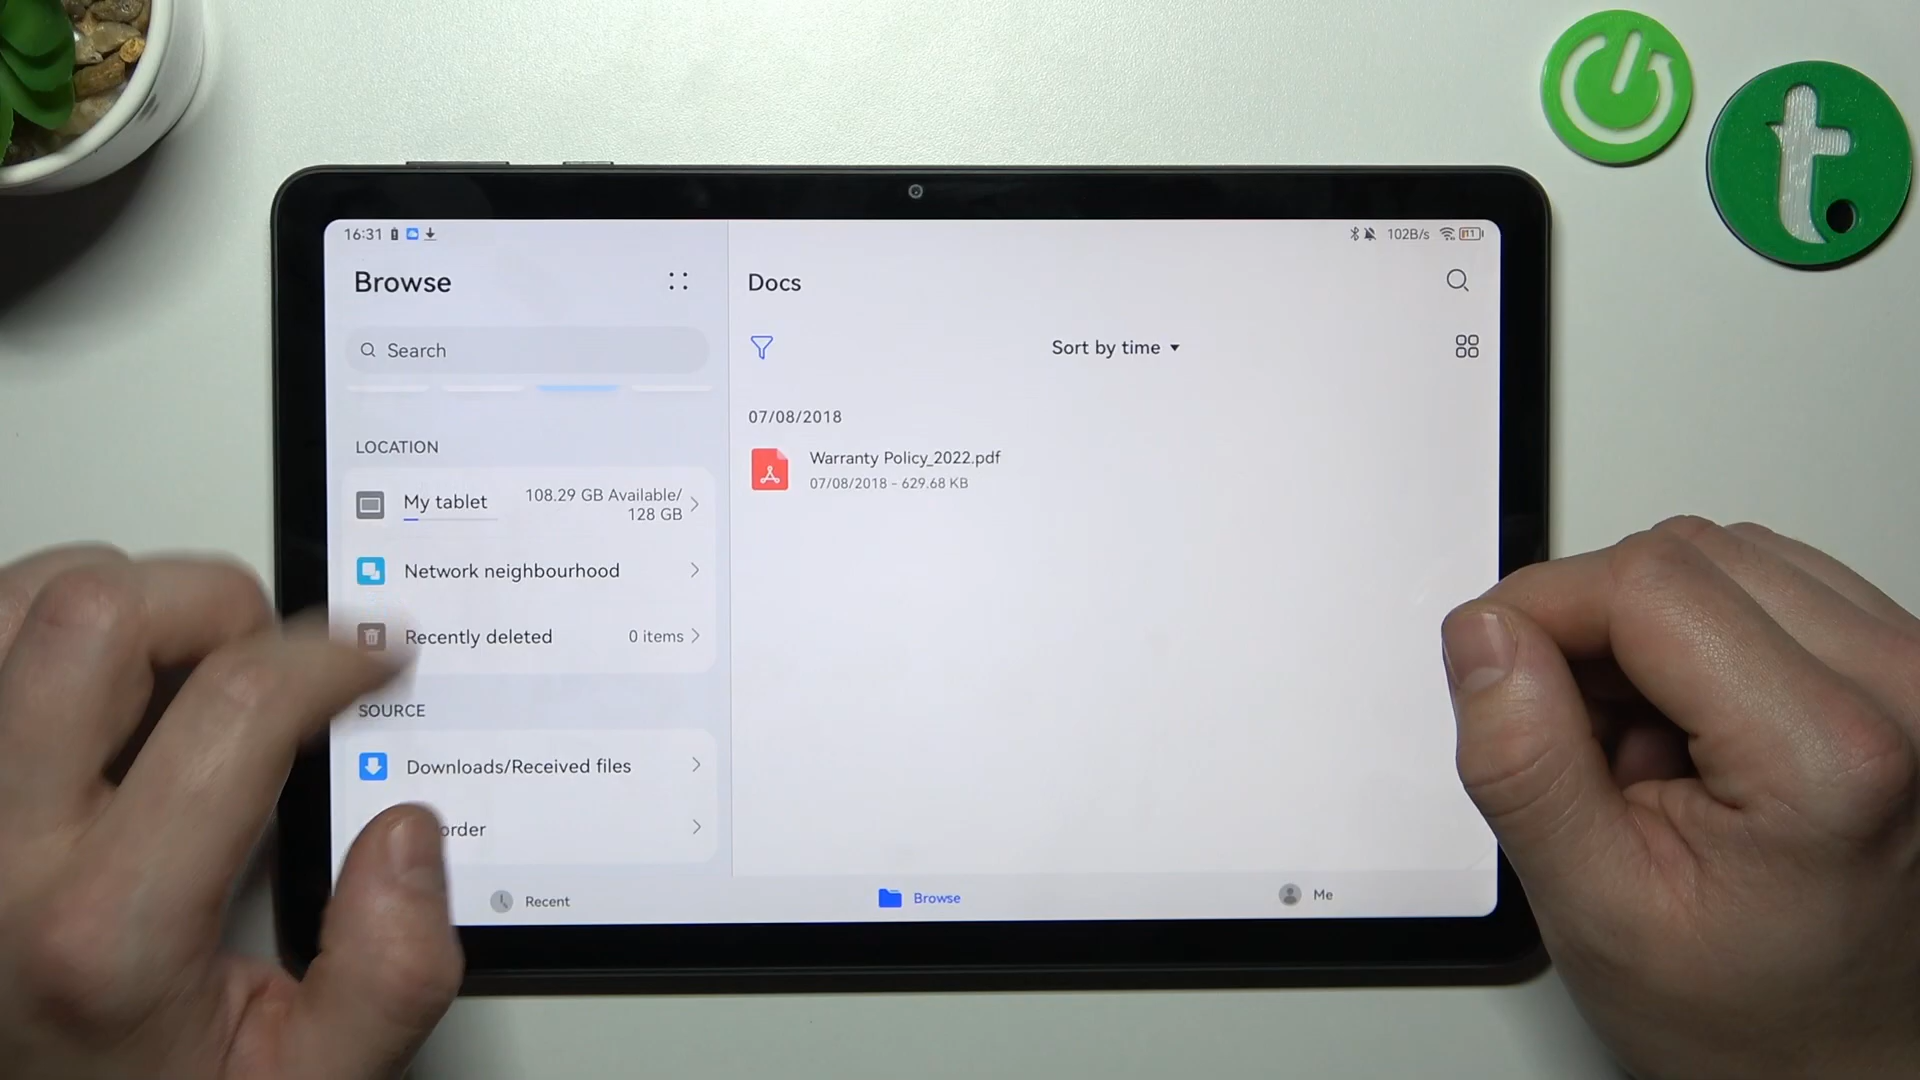 16:31
102B/s
11
Browse
Docs
Search
Sort by time
LOCATION
07/08/2018
Warranty Policy_2022.pdf
07/08/2018 - 629.68 KB
My tablet
108.29 GB Available/
128 GB
Network neighbourhood
Recently deleted
0 items
SOURCE
Downloads/Received files
order
Recent
Browse
Me
t